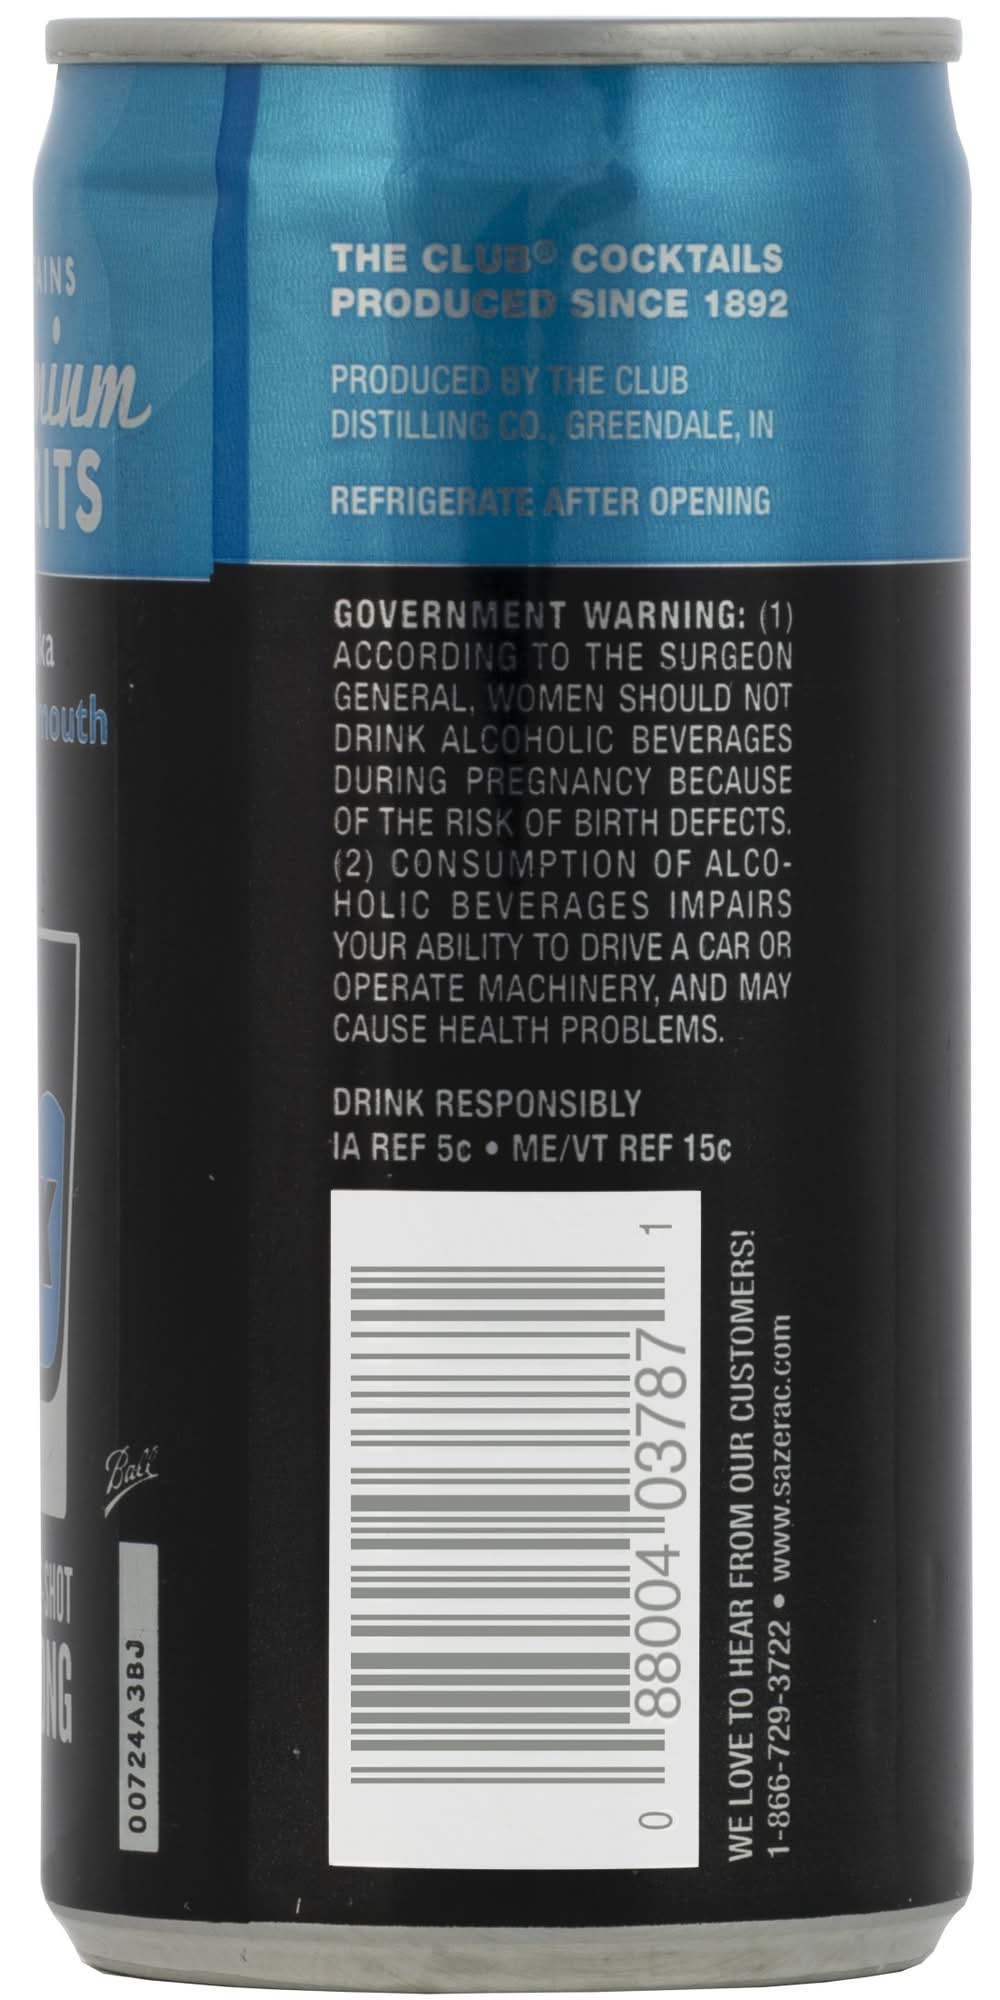 THE CLUB® COCKTAILS
PRODUCED SINCE 1892
PRODUCED BY THE CLUB
DISTILLING CO., GREENDALE, IN
REFRIGERATE AFTER OPENING
GOVERNMENT WARNING: (1)
ACCORDING TO THE SURGEON
GENERAL, WOMEN SHOULD NOT
DRINK ALCOHOLIC BEVERAGES
DURING PREGNANCY BECAUSE
OF THE RISK OF BIRTH DEFECTS.
(2) CONSUMPTION OF ALCO-
HOLIC BEVERAGES IMPAIRS
YOUR ABILITY TO DRIVE A CAR OR
OPERATE MACHINERY, AND MAY
CAUSE HEALTH PROBLEMS.
DRINK RESPONSIBLY
IA REF 5c • ME/VT REF 15c
0 88004 03787 1
WE LOVE TO HEAR FROM OUR CUSTOMERS!
1-866-729-3722 • www.sazerac.com
Ball
00724A3BJ
SHOT